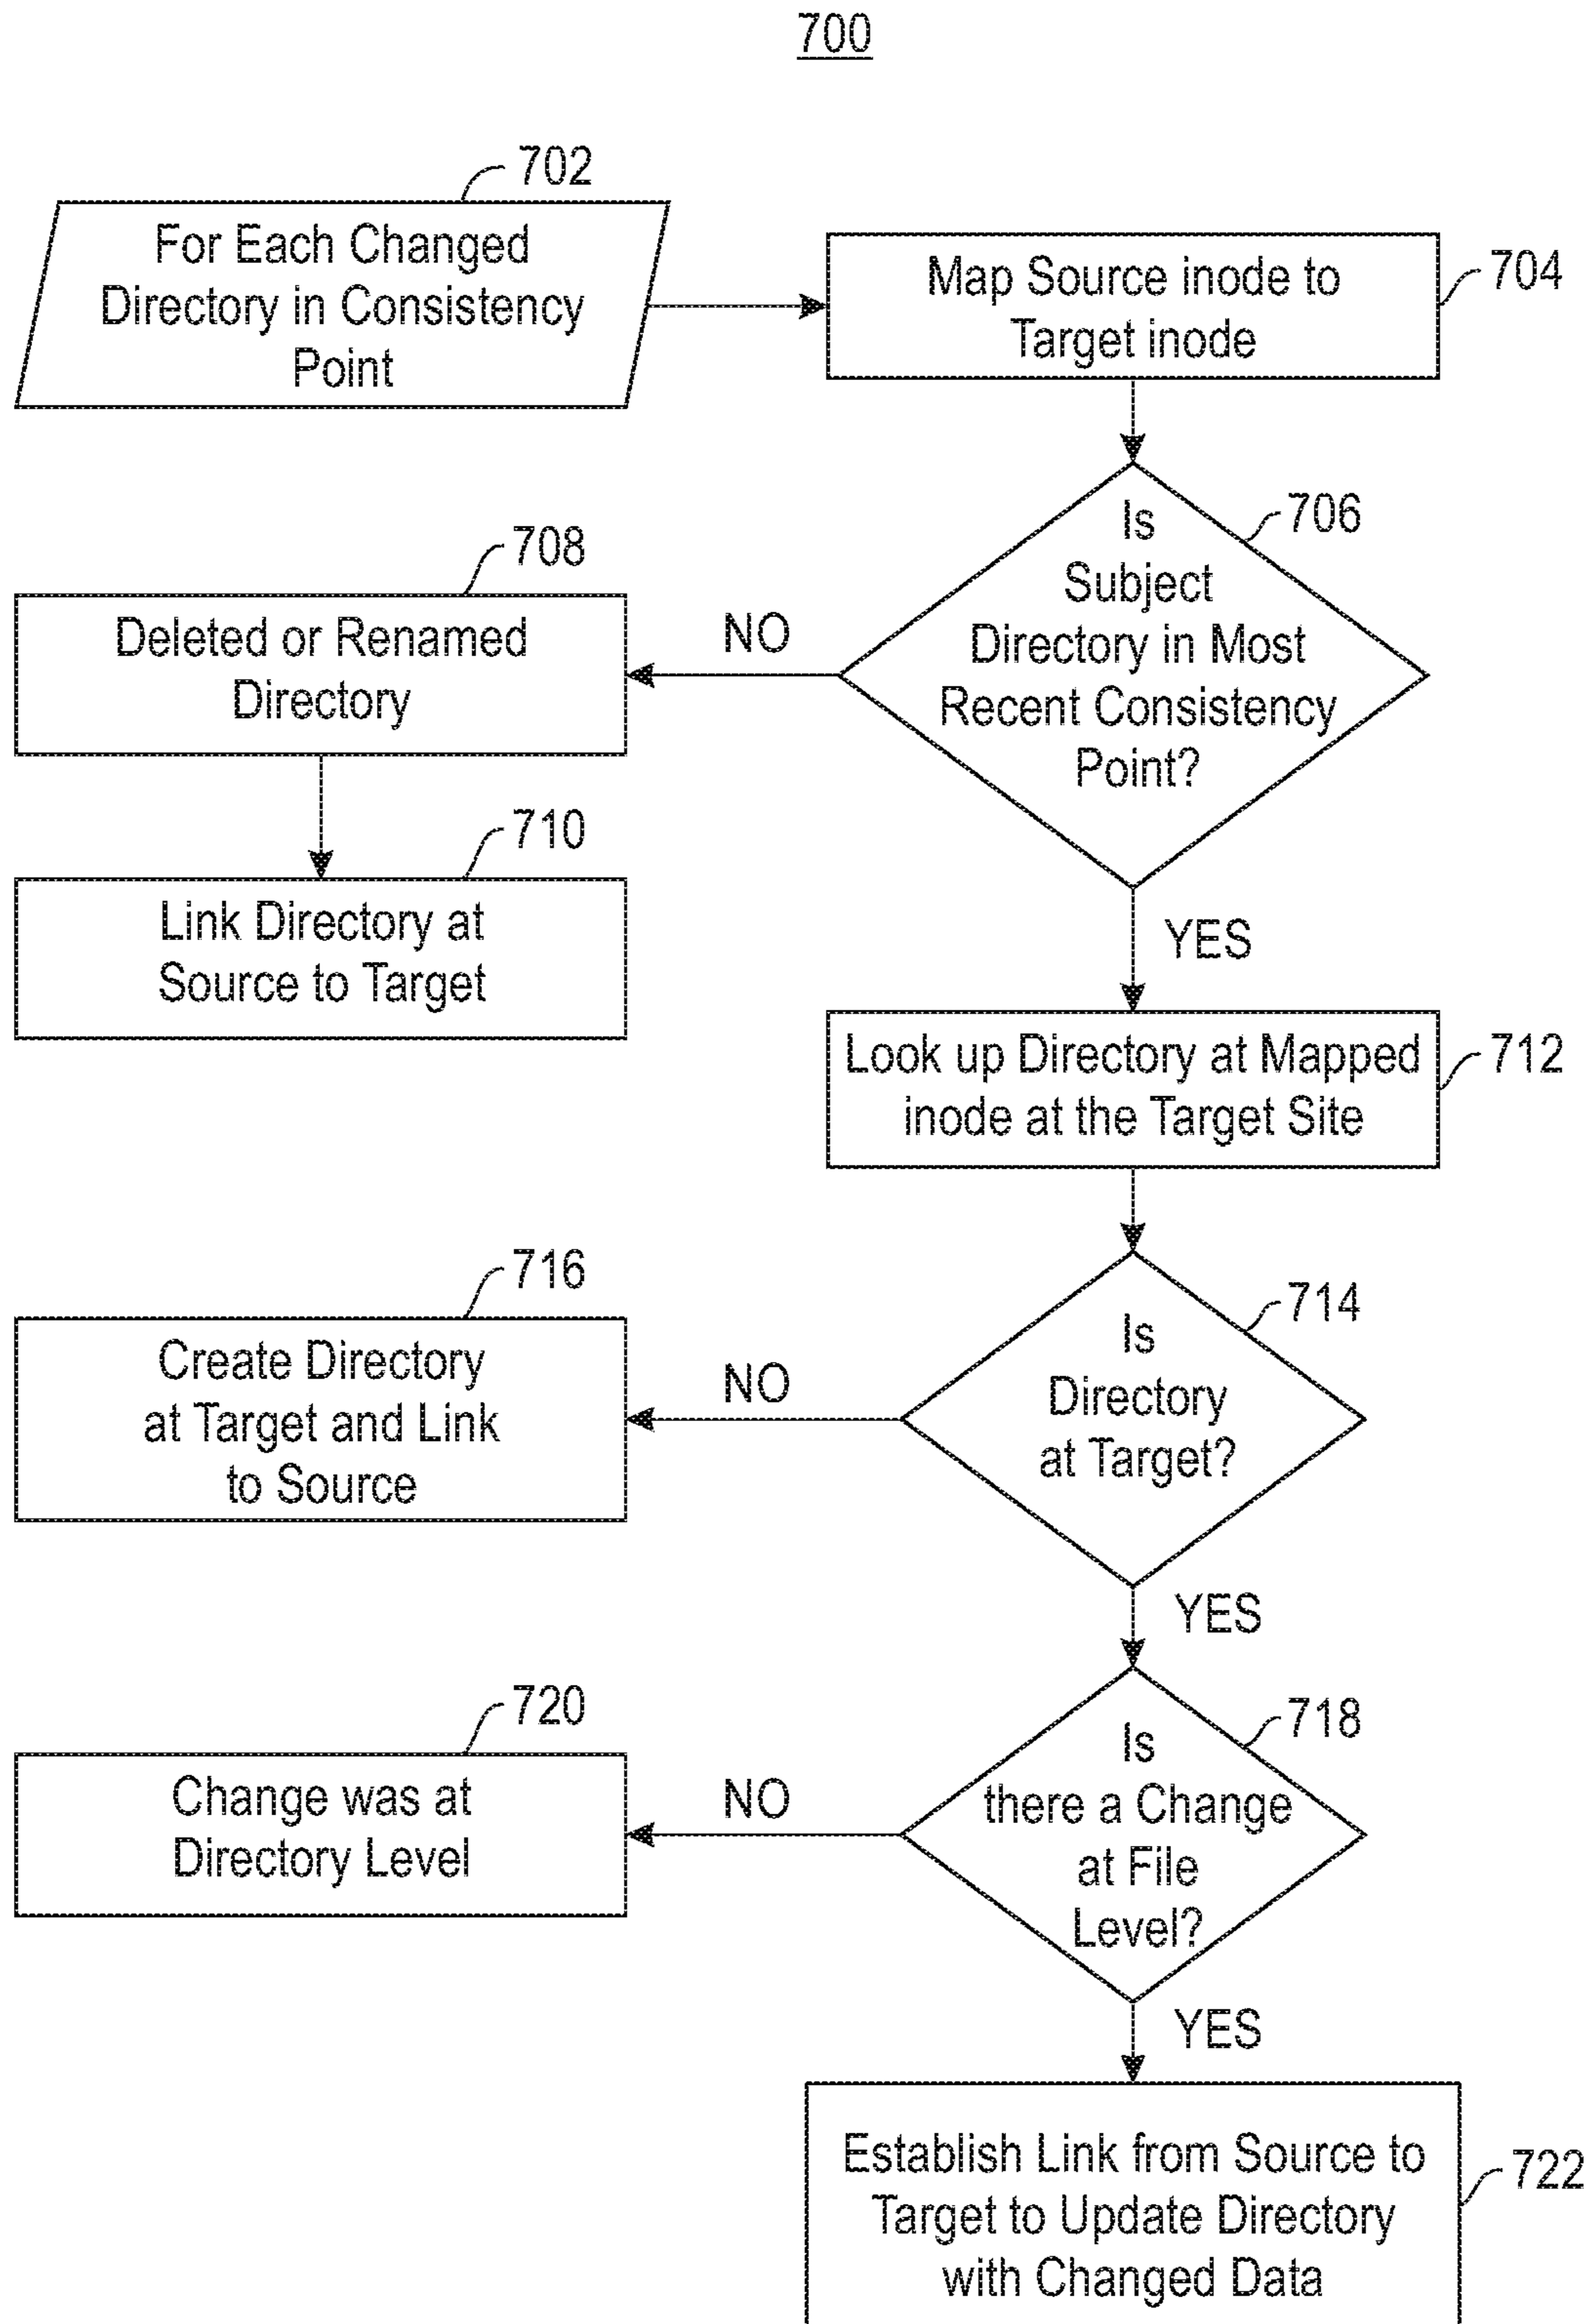 700
702
For Each Changed
Directory in Consistency
Point
704
Map Source inode to
Target inode
706
Is
Subject
Directory in Most
Recent Consistency
Point?
NO
708
Deleted or Renamed
Directory
710
Link Directory at
Source to Target
YES
712
Look up Directory at Mapped
inode at the Target Site
714
Is
Directory
at Target?
NO
716
Create Directory
at Target and Link
to Source
YES
718
Is
there a Change
at File
Level?
NO
720
Change was at
Directory Level
YES
722
Establish Link from Source to
Target to Update Directory
with Changed Data